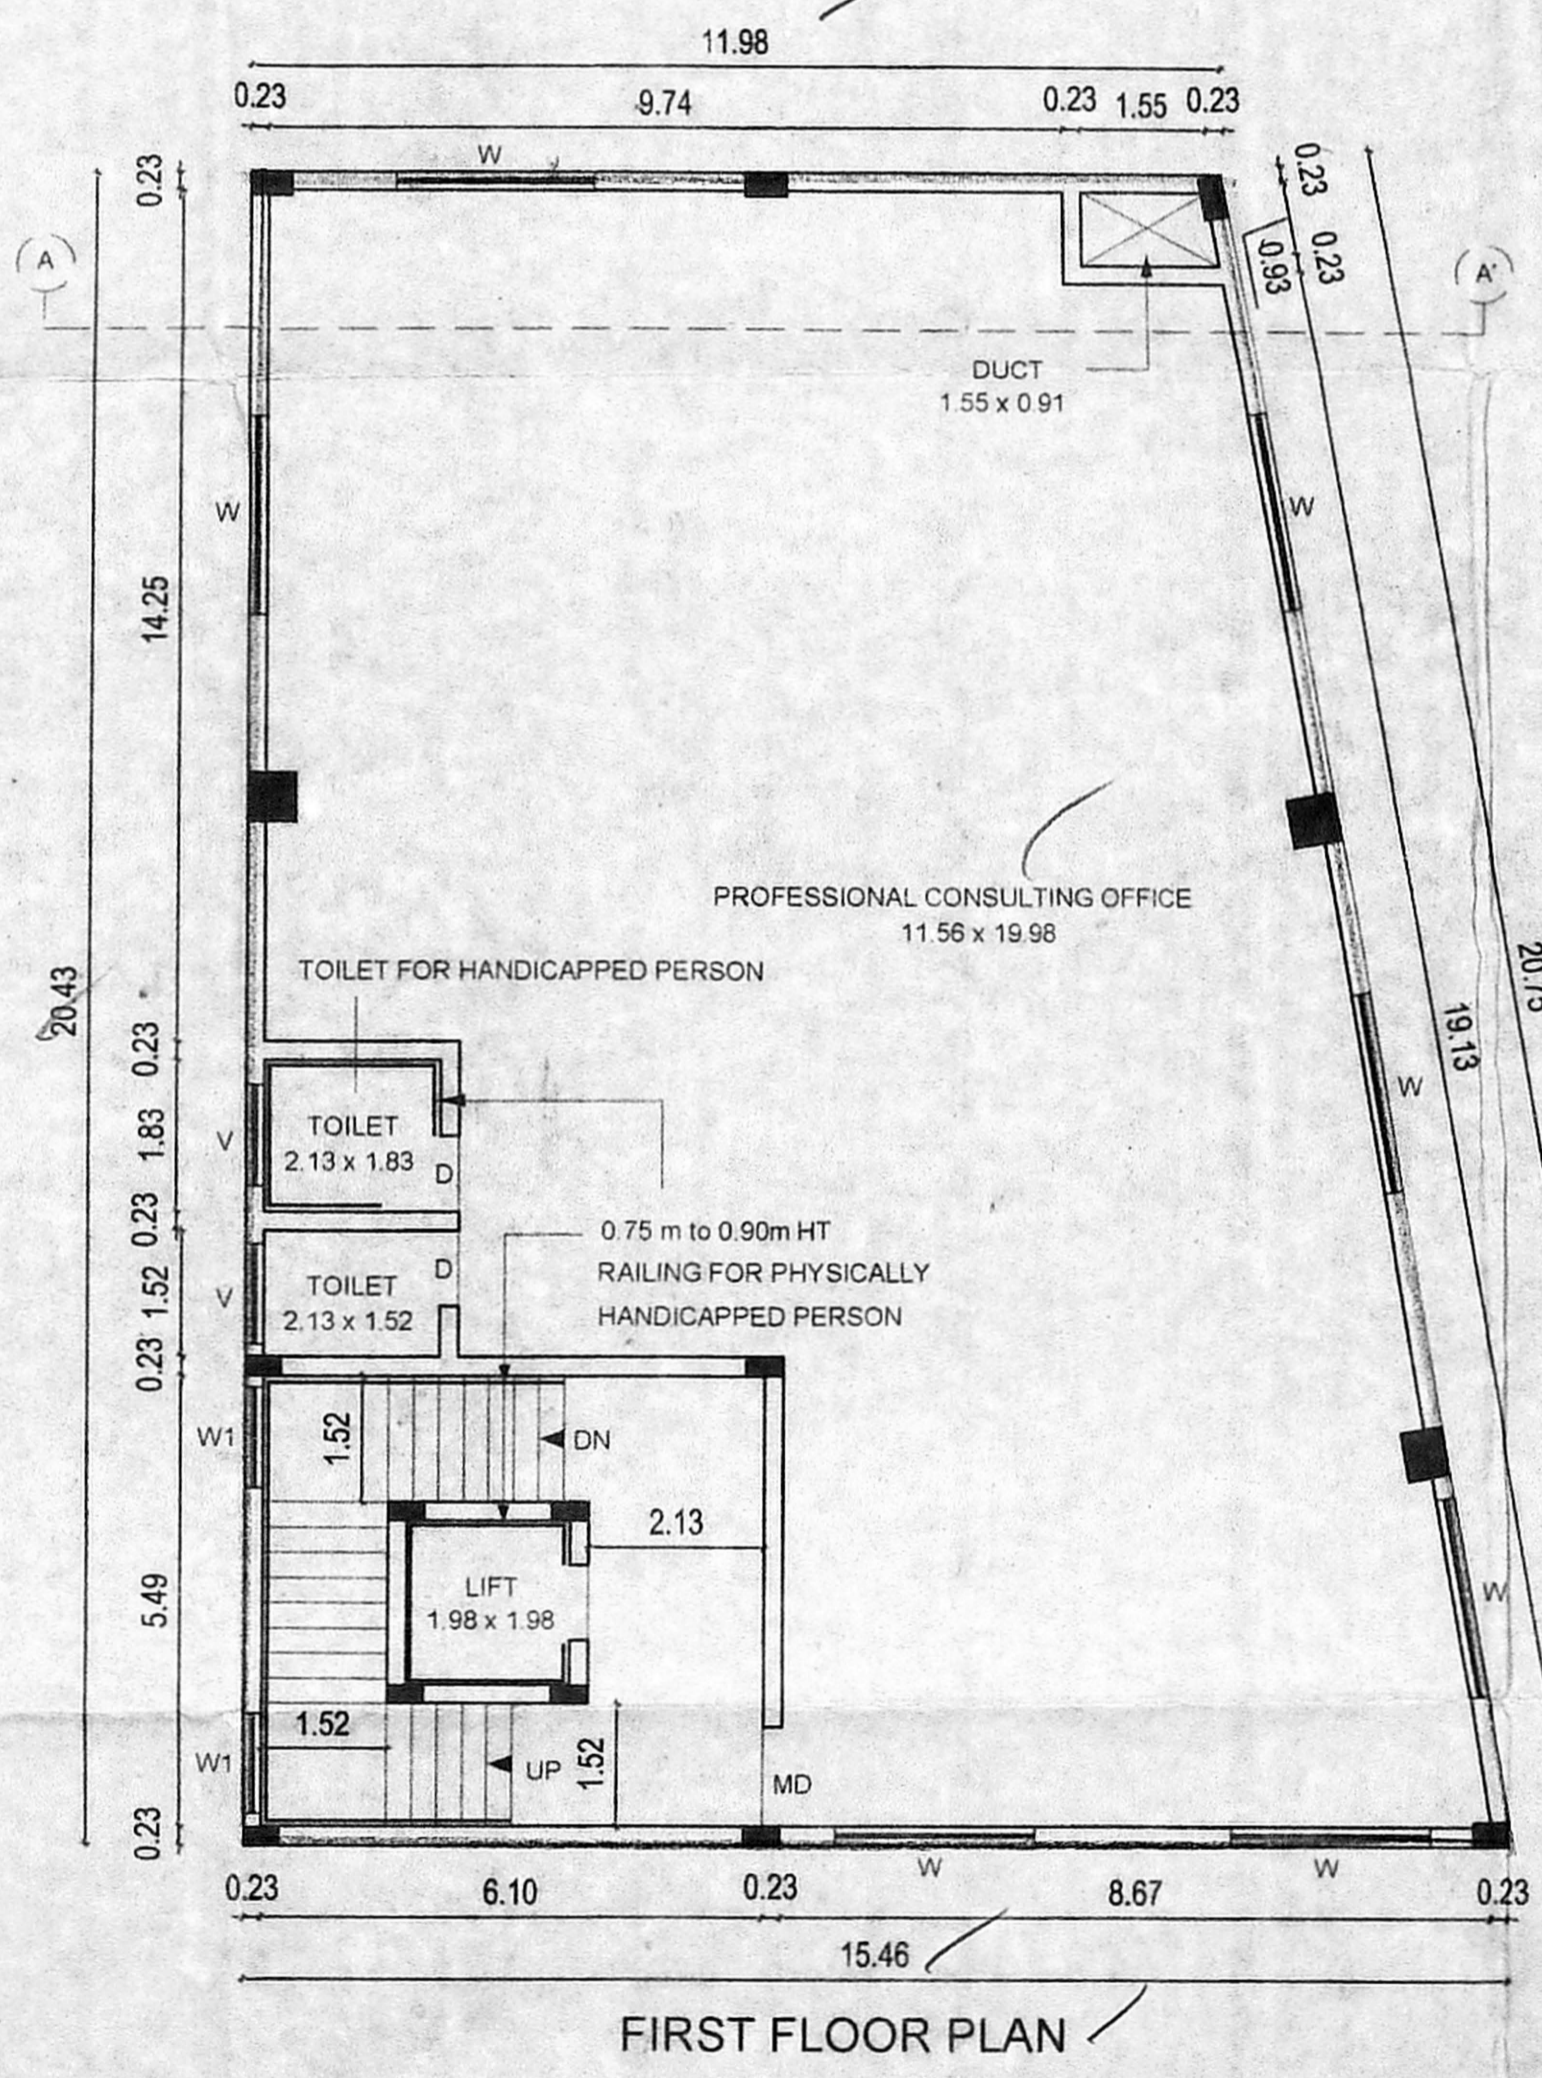 11.98
0.23 9.74 0.23 1.55 0.23
W
0.23
0.23
0.23
0.93
A
A'
DUCT
1.55 x 0.91
W
W
14.25
PROFESSIONAL CONSULTING OFFICE
11.56 x 19.98
TOILET FOR HANDICAPPED PERSON
20.43
20.75
19.13
0.23
W
TOILET
2.13 x 1.83
V
1.83
D
0.23
0.75 m to 0.90m HT
RAILING FOR PHYSICALLY
HANDICAPPED PERSON
TOILET
2.13 x 1.52
D
V
1.52
0.23
W1
1.52
DN
2.13
LIFT
1.98 x 1.98
5.49
W
1.52
W1
UP
1.52
MD
0.23
W
W
0.23 6.10 0.23 8.67 0.23
15.46
FIRST FLOOR PLAN